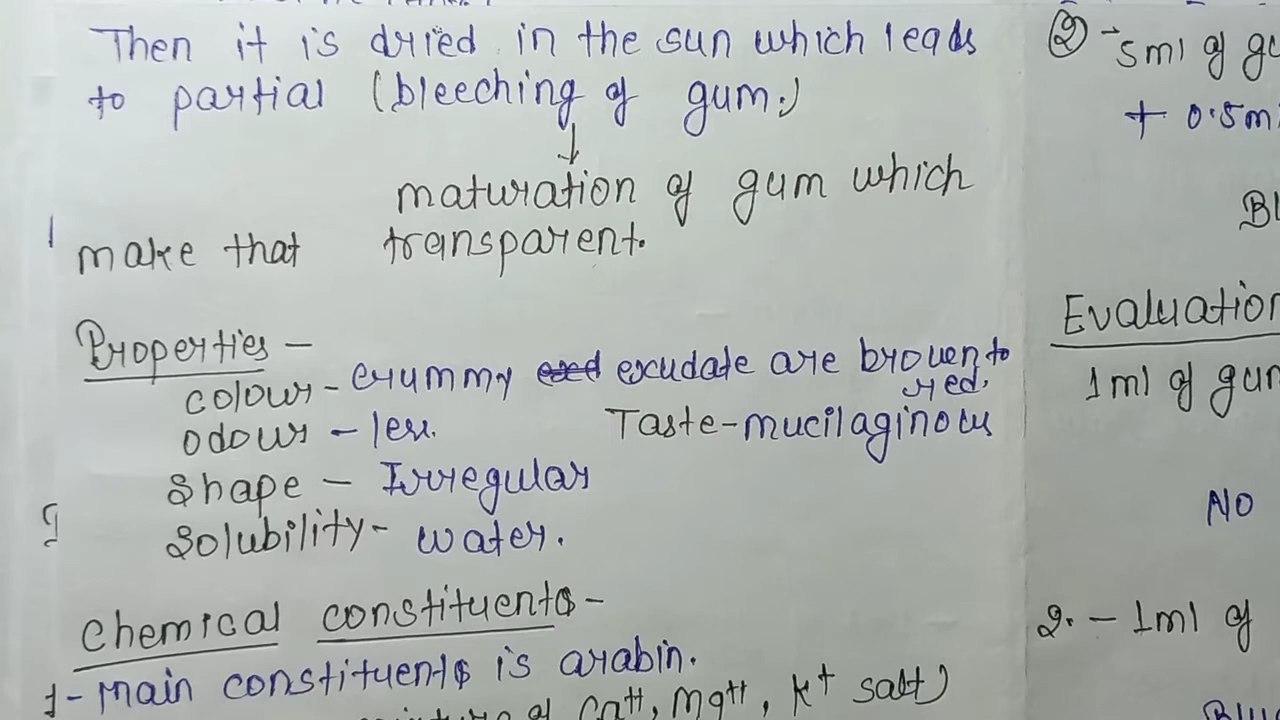 Then it is dried in the sun which leads
to partial (bleeching of gum.)
↓
maturation of gum which
make that transparent.
Properties -
colour - crummy exudate are browen to
red.
odour - less. Taste - mucilaginous
Shape - Irregular
Solubility - water.
Chemical constituents -
1 - Main constituents is arabin.
of Ca++, Mg++, K+ salt)
② → 5ml of gu
+ 0.5m
Bl
Evaluation
1ml of gum
No
2. - 1ml of
Blu